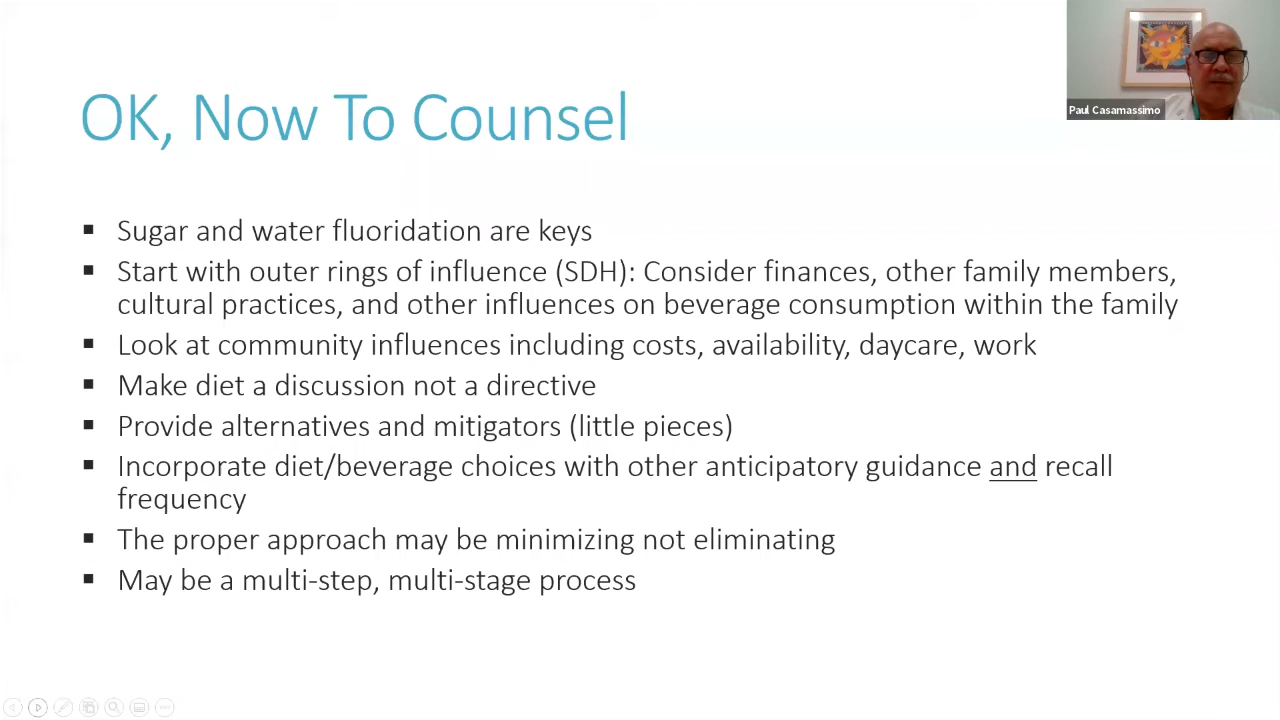 OK, Now To Counsel
Paul Casamassimo
▪ Sugar and water fluoridation are keys
▪ Start with outer rings of influence (SDH): Consider finances, other family members,
cultural practices, and other influences on beverage consumption within the family
▪ Look at community influences including costs, availability, daycare, work
▪ Make diet a discussion not a directive
▪ Provide alternatives and mitigators (little pieces)
▪ Incorporate diet/beverage choices with other anticipatory guidance and recall
frequency
▪ The proper approach may be minimizing not eliminating
▪ May be a multi-step, multi-stage process